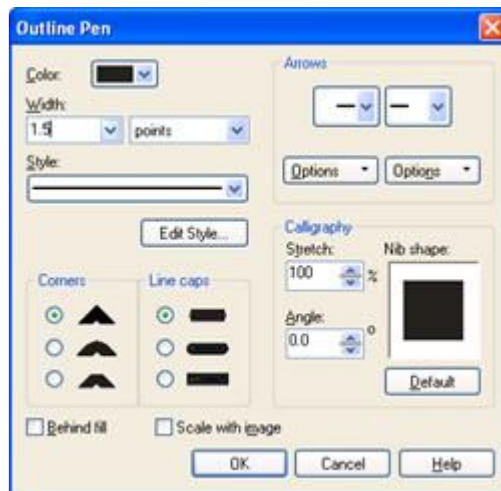 Outline Pen
Color:
Width:
1.5
points
Style:
Edit Style...
Corners
Line caps
Arrows
Options
Options
Calligraphy
Stretch:
Nib shape:
100
%
Angle:
0.0
°
Default
Behind fill
Scale with image
OK
Cancel
Help